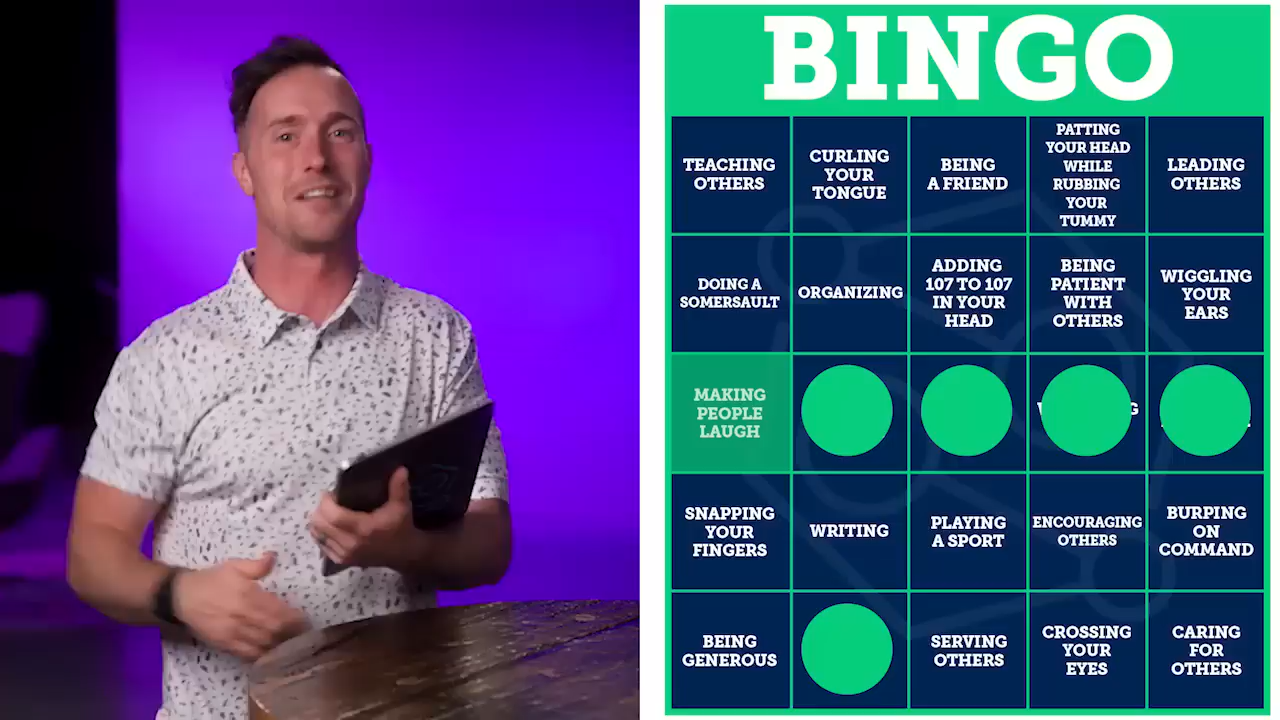 BINGO
TEACHING
OTHERS
CURLING
YOUR
TONGUE
BEING
A FRIEND
PATTING
YOUR HEAD
WHILE
RUBBING
YOUR
TUMMY
LEADING
OTHERS
DOING A
SOMERSAULT
ORGANIZING
ADDING
107 TO 107
IN YOUR
HEAD
BEING
PATIENT
WITH
OTHERS
WIGGLING
YOUR
EARS
MAKING
PEOPLE
LAUGH
SNAPPING
YOUR
FINGERS
WRITING
PLAYING
A SPORT
ENCOURAGING
OTHERS
BURPING
ON
COMMAND
BEING
GENEROUS
SERVING
OTHERS
CROSSING
YOUR
EYES
CARING
FOR
OTHERS